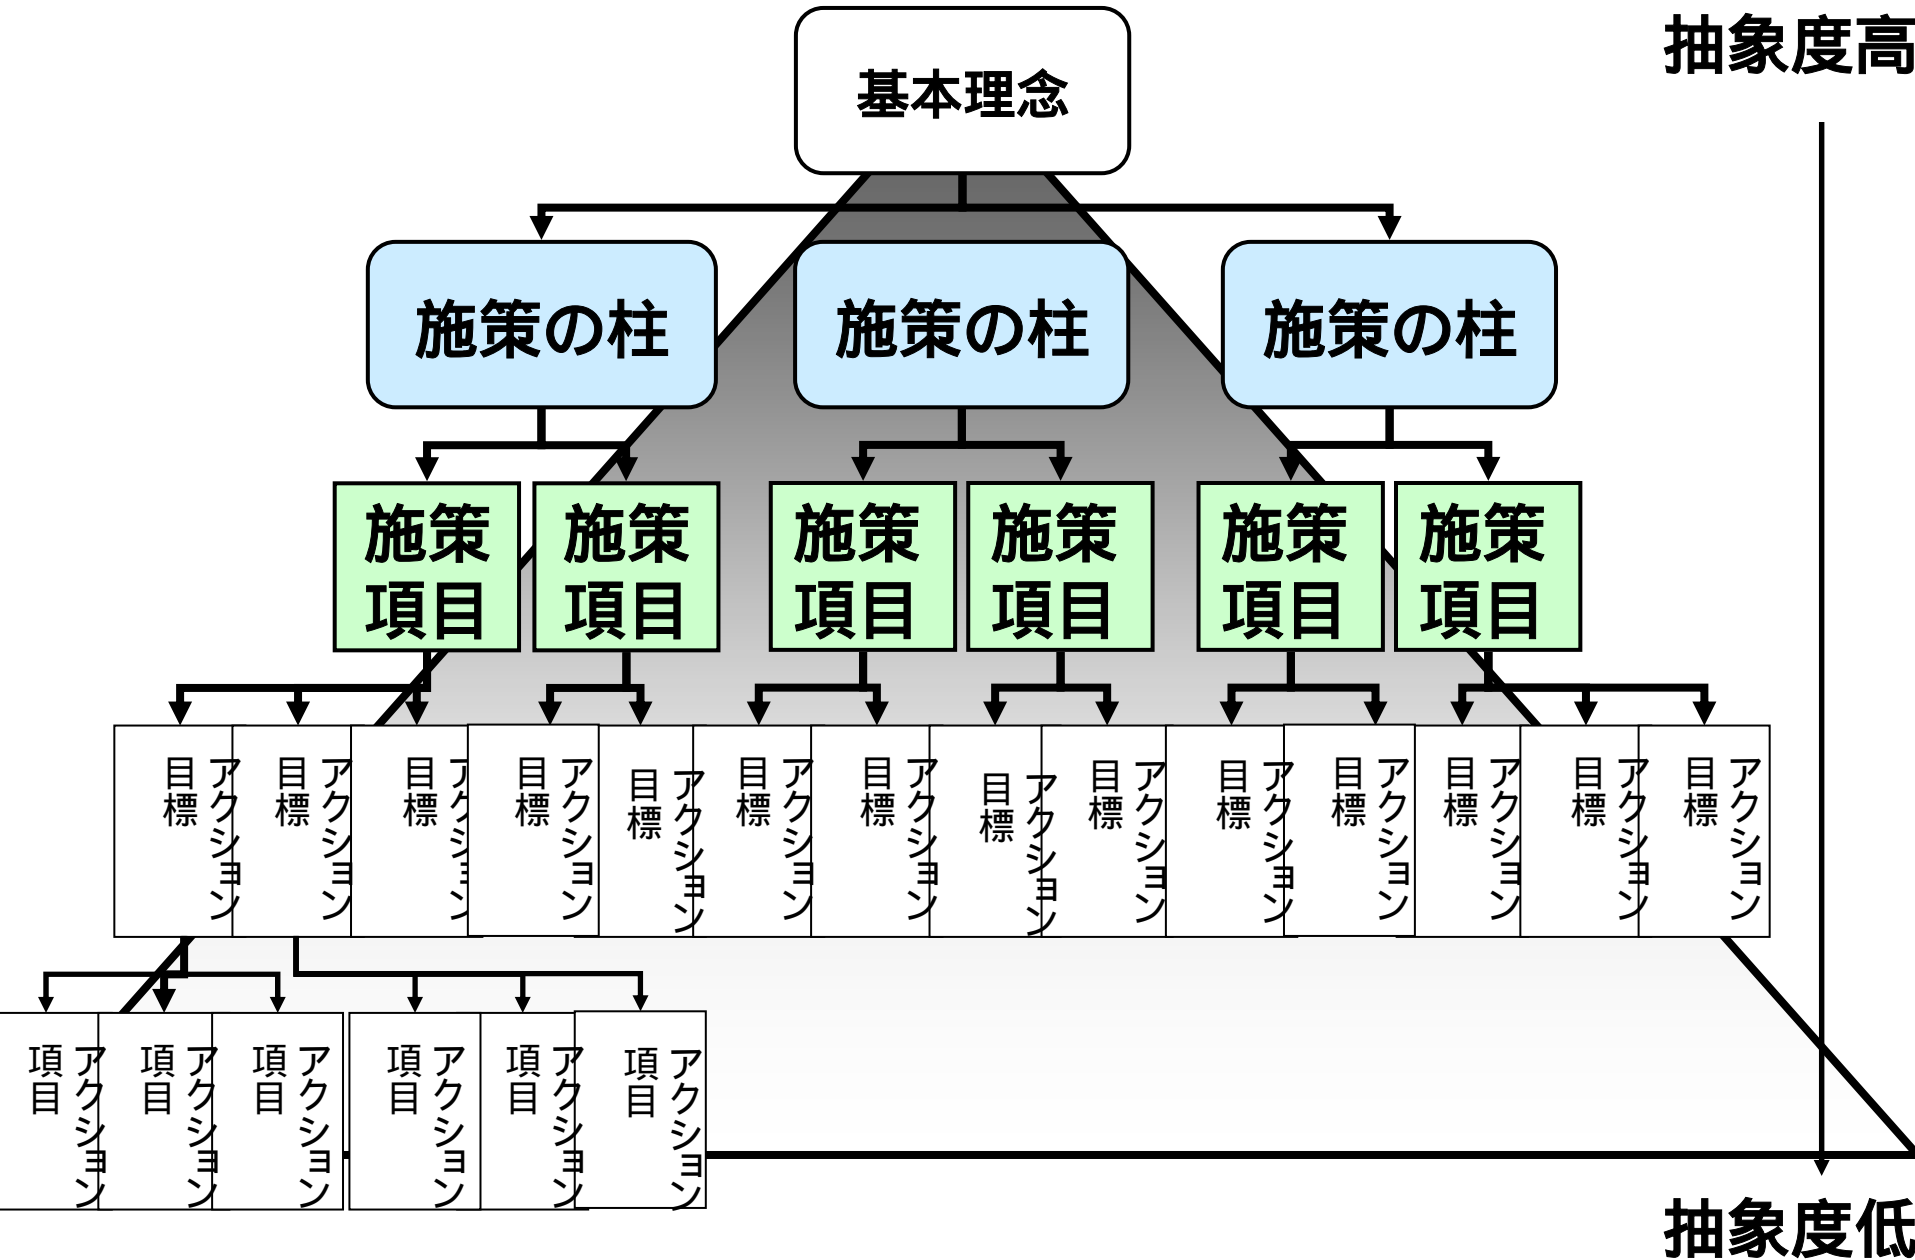 抽象度高
基本理念
施策の柱
施策の柱
施策の柱
施策
項目
施策
項目
施策
項目
施策
項目
施策
項目
施策
項目
アクション
目標
アクション
目標
アクション
目標
アクション
目標
アクション
目標
アクション
目標
アクション
目標
アクション
目標
アクション
目標
アクション
目標
アクション
目標
アクション
目標
アクション
目標
アクション
目標
アクション
項目
アクション
項目
アクション
項目
アクション
項目
アクション
項目
アクション
項目
抽象度低